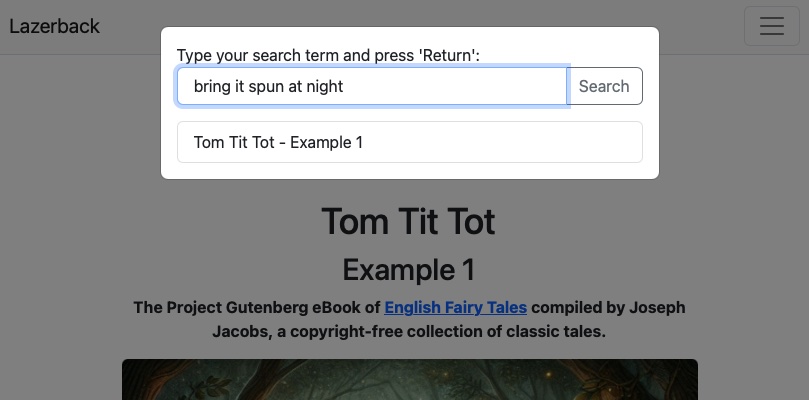 Lazerback
Type your search term and press 'Return':
bring it spun at night
Search
Tom Tit Tot - Example 1
Tom Tit Tot
Example 1
The Project Gutenberg eBook of English Fairy Tales compiled by Joseph
Jacobs, a copyright-free collection of classic tales.